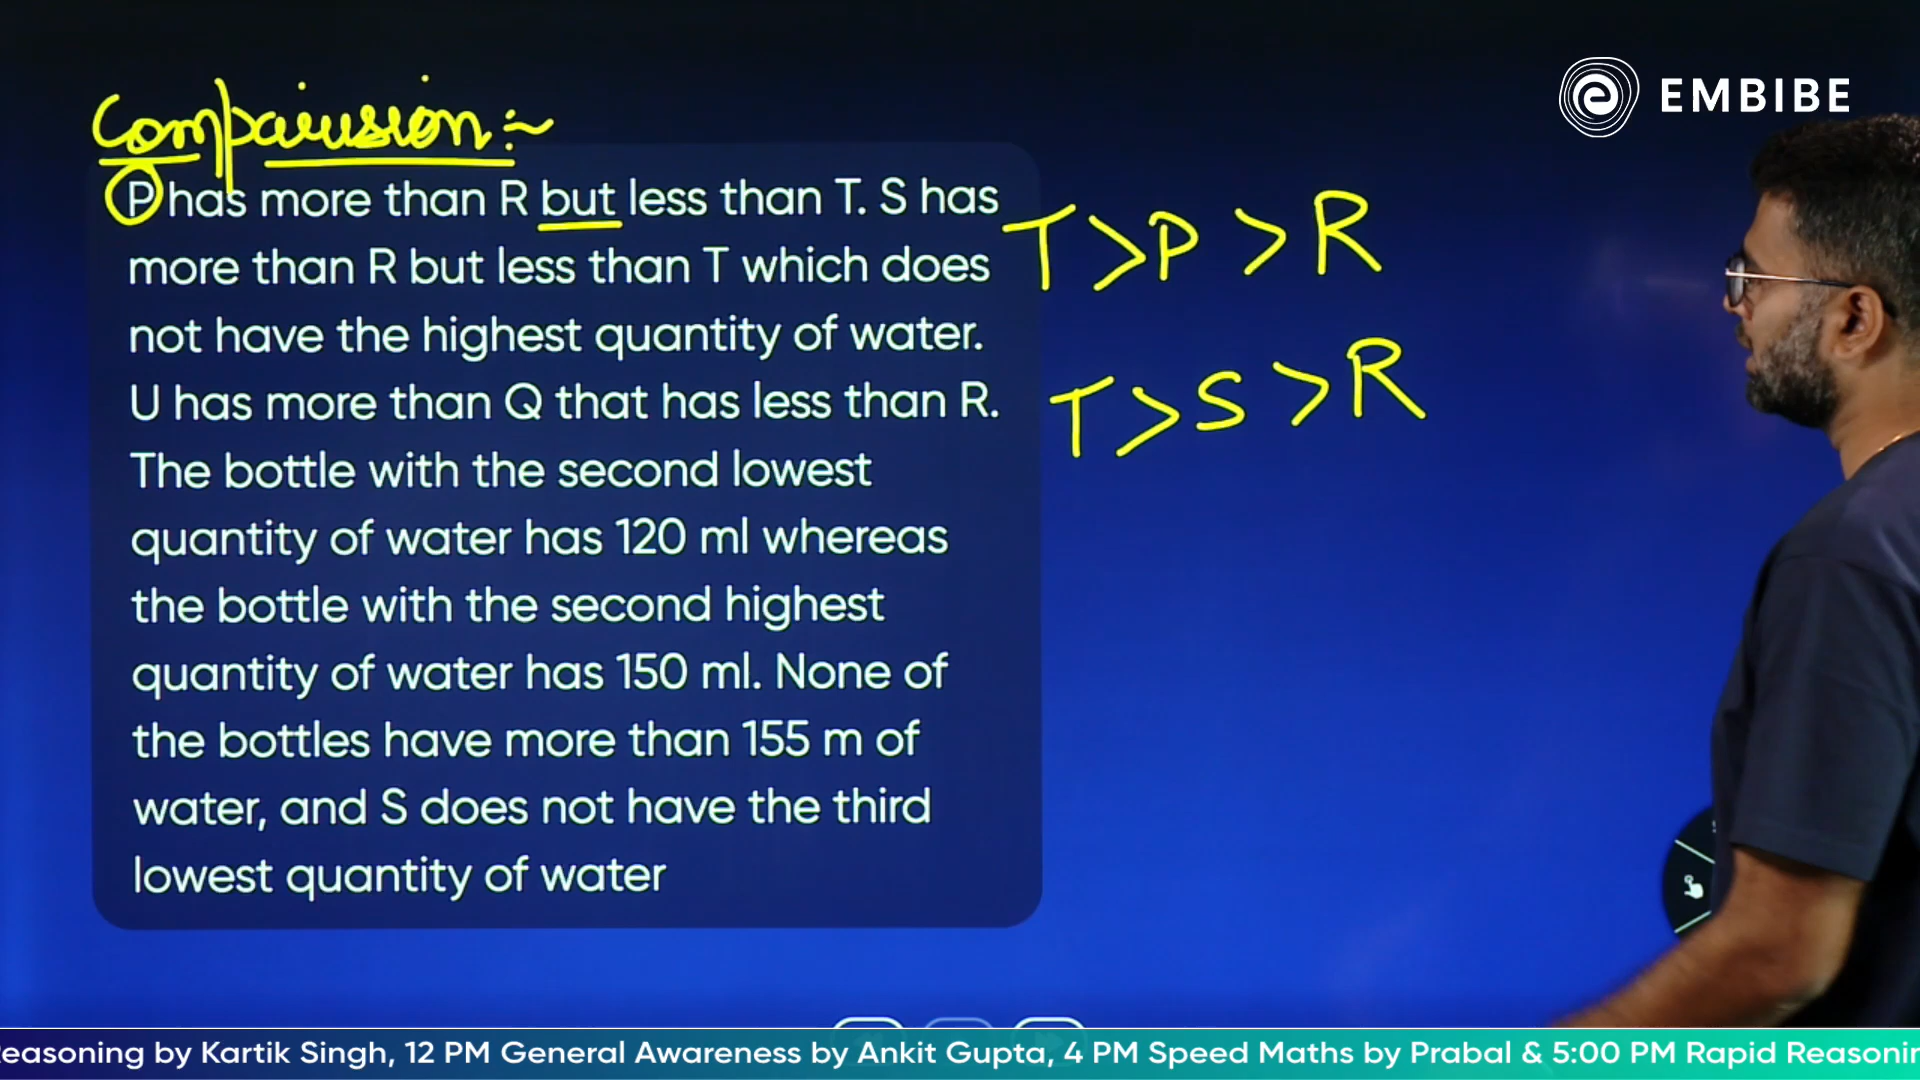 EMBIBE
Comparision :~
P has more than R but less than T. S has
more than R but less than T which does
not have the highest quantity of water.
U has more than Q that has less than R.
The bottle with the second lowest
quantity of water has 120 ml whereas
the bottle with the second highest
quantity of water has 150 ml. None of
the bottles have more than 155 m of
water, and S does not have the third
lowest quantity of water
T > P > R
T > S > R
easoning by Kartik Singh, 12 PM General Awareness by Ankit Gupta, 4 PM Speed Maths by Prabal & 5:00 PM Rapid Reasonin